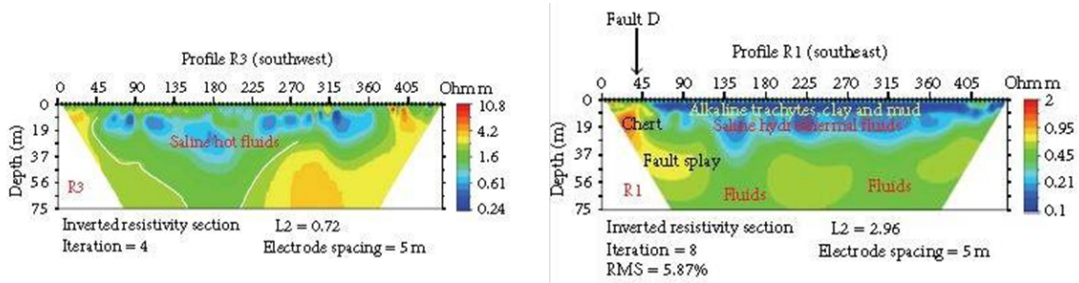 Profile R3 (southwest)
0 45 90 135 180 225 270 315 360 405 Ohm m
Depth (m)
0
19
37
56
75
Saline hot fluids
R3
10.8
4.2
1.6
0.61
0.24
Inverted resistivity section L2 = 0.72
Iteration = 4 Electrode spacing = 5 m
Fault D
Profile R1 (southeast)
0 45 90 135 180 225 270 315 360 405 Ohm m
Depth (m)
0
19
37
56
75
Alkaline trachytes, clay and mud
Chert Saline hydrothermal fluids
Fault splay
R1 Fluids Fluids
2
0.95
0.45
0.21
0.1
Inverted resistivity section L2 = 2.96
Iteration = 8 Electrode spacing = 5 m
RMS = 5.87%